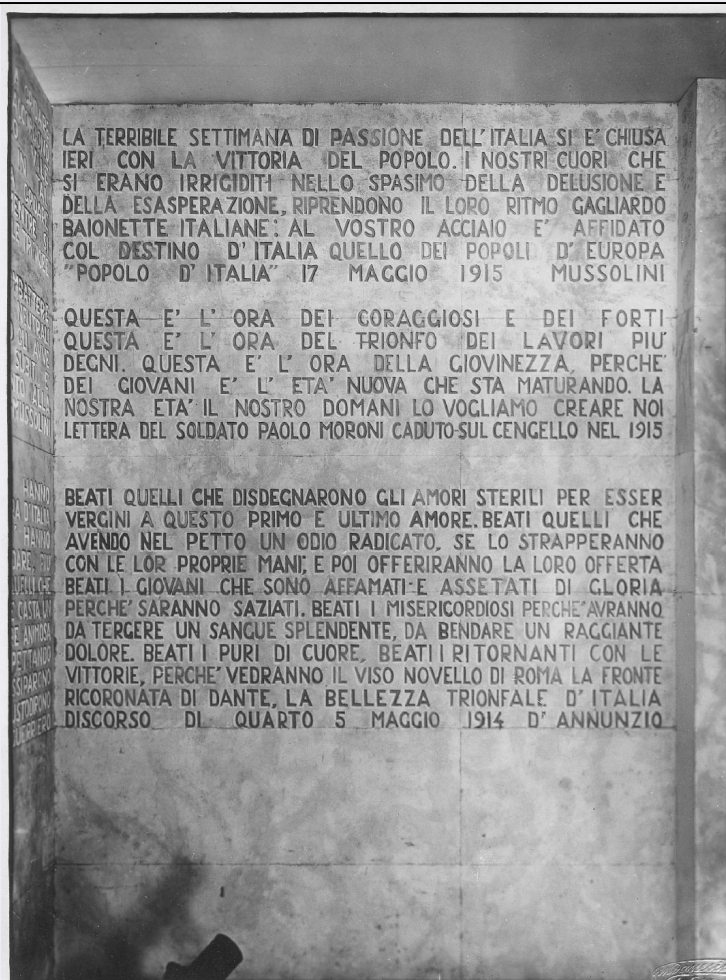 LA TERRIBILE SETTIMANA DI PASSIONE DELL' ITALIA SI E' CHIUSA
IERI CON LA VITTORIA DEL POPOLO. I NOSTRI CUORI CHE
SI ERANO IRRIGIDITI NELLO SPASIMO DELLA DELUSIONE E
DELLA ESASPERAZIONE, RIPRENDONO IL LORO RITMO GAGLIARDO
BAIONETTE ITALIANE: AL VOSTRO ACCIAIO E' AFFIDATO
COL DESTINO D' ITALIA QUELLO DEI POPOLI D' EUROPA
"POPOLO D' ITALIA" 17 MAGGIO 1915 MUSSOLINI
QUESTA E' L' ORA DEI CORAGGIOSI E DEI FORTI
QUESTA E' L' ORA DEL TRIONFO DEI LAVORI PIU'
DEGNI. QUESTA E' L' ORA DELLA GIOVINEZZA, PERCHE'
DEI GIOVANI E' L' ETA' NUOVA CHE STA MATURANDO. LA
NOSTRA ETA' IL NOSTRO DOMANI LO VOGLIAMO CREARE NOI
LETTERA DEL SOLDATO PAOLO MORONI CADUTO SUL CENGELLO NEL 1915
BEATI QUELLI CHE DISDEGNARONO GLI AMORI STERILI PER ESSER
VERGINI A QUESTO PRIMO E ULTIMO AMORE. BEATI QUELLI CHE
AVENDO NEL PETTO UN ODIO RADICATO, SE LO STRAPPERANNO
CON LE LOR PROPRIE MANI; E POI OFFERIRANNO LA LORO OFFERTA
BEATI I GIOVANI CHE SONO AFFAMATI E ASSETATI DI GLORIA
PERCHE' SARANNO SAZIATI. BEATI I MISERICORDIOSI PERCHE' AVRANNO
DA TERGERE UN SANGUE SPLENDENTE, DA BENDARE UN RAGGIANTE
DOLORE. BEATI I PURI DI CUORE, BEATI I RITORNANTI CON LE
VITTORIE, PERCHE' VEDRANNO IL VISO NOVELLO DI ROMA LA FRONTE
RICORONATA DI DANTE, LA BELLEZZA TRIONFALE D' ITALIA
DISCORSO DI QUARTO 5 MAGGIO 1914 D' ANNUNZIO
MUSSOLINI
HANNO
HANNO